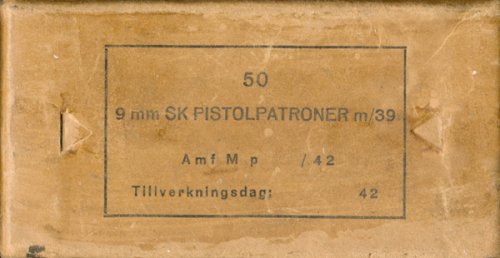 50
9 mm SK PISTOLPATRONER m/39
Amf M p /42
Tillverkningsdag: 42